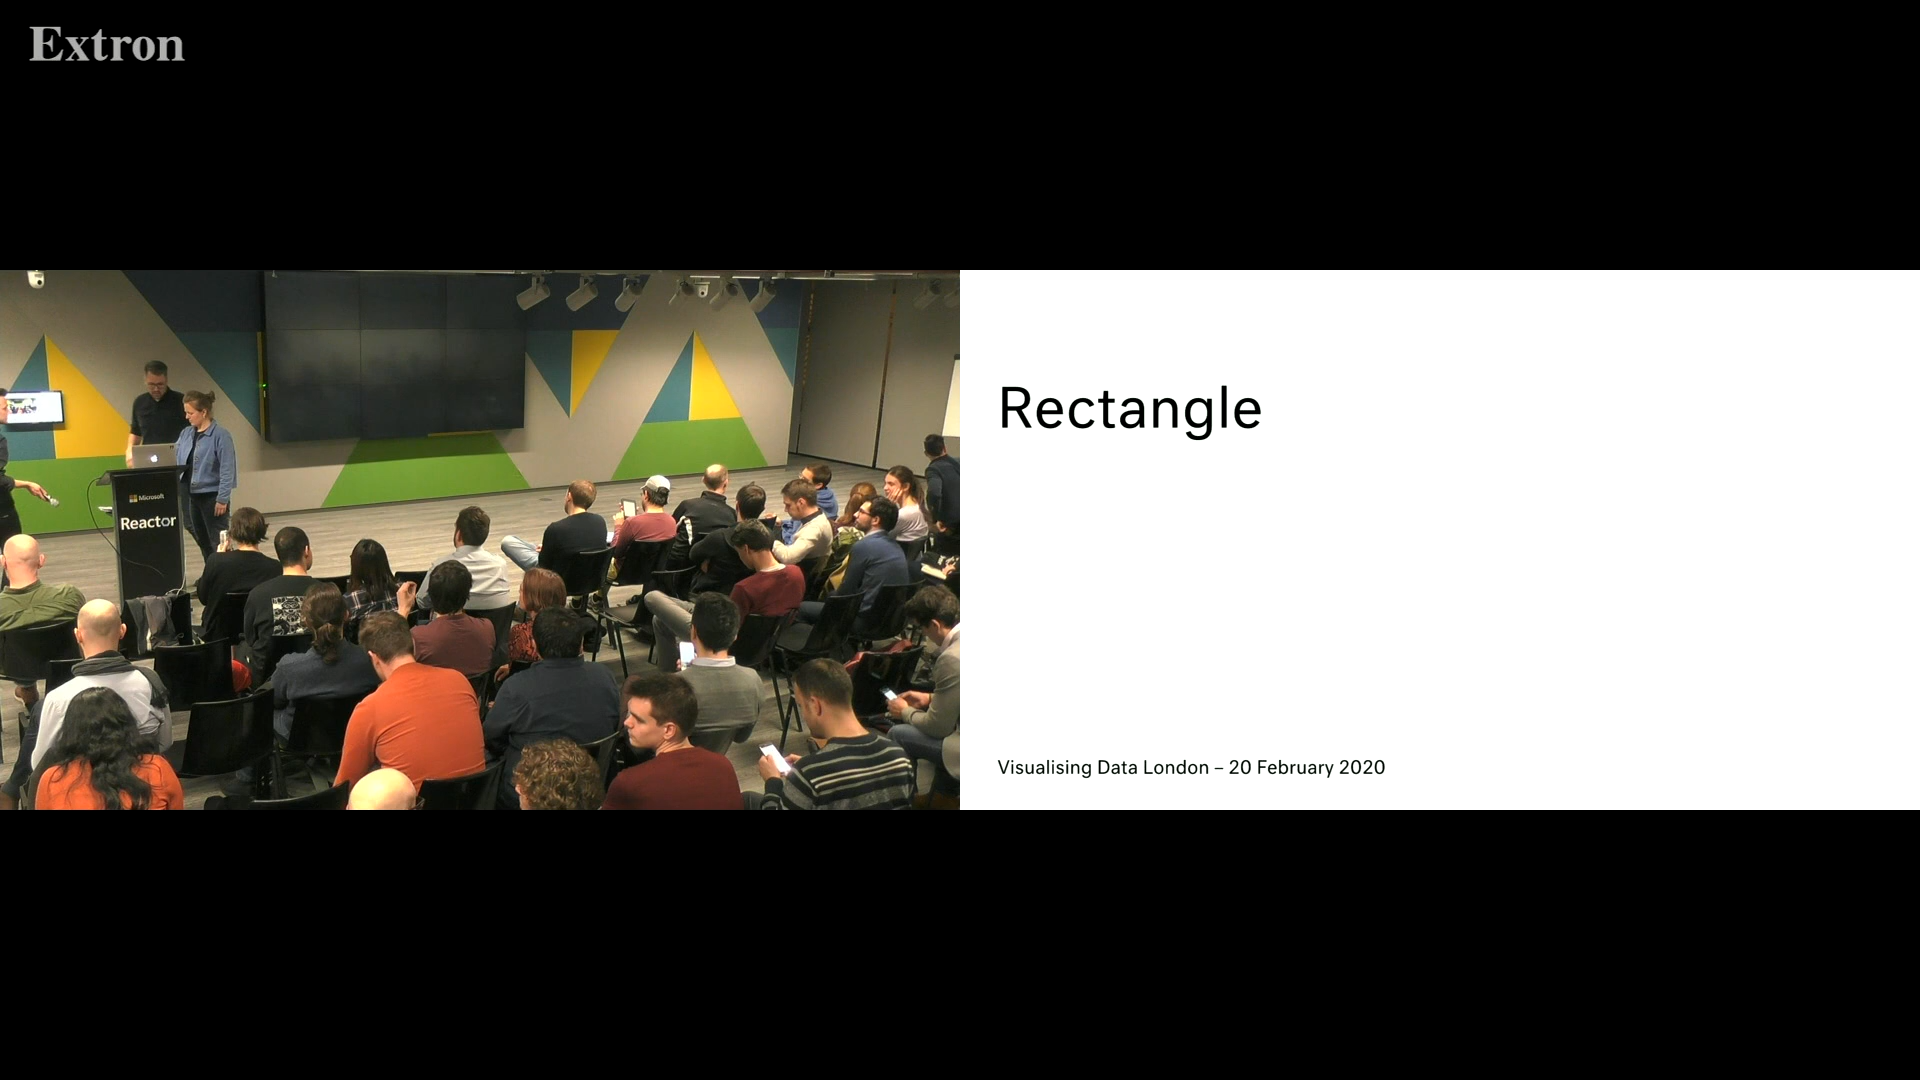 Extron
Microsoft
Reactor
Rectangle
Visualising Data London – 20 February 2020